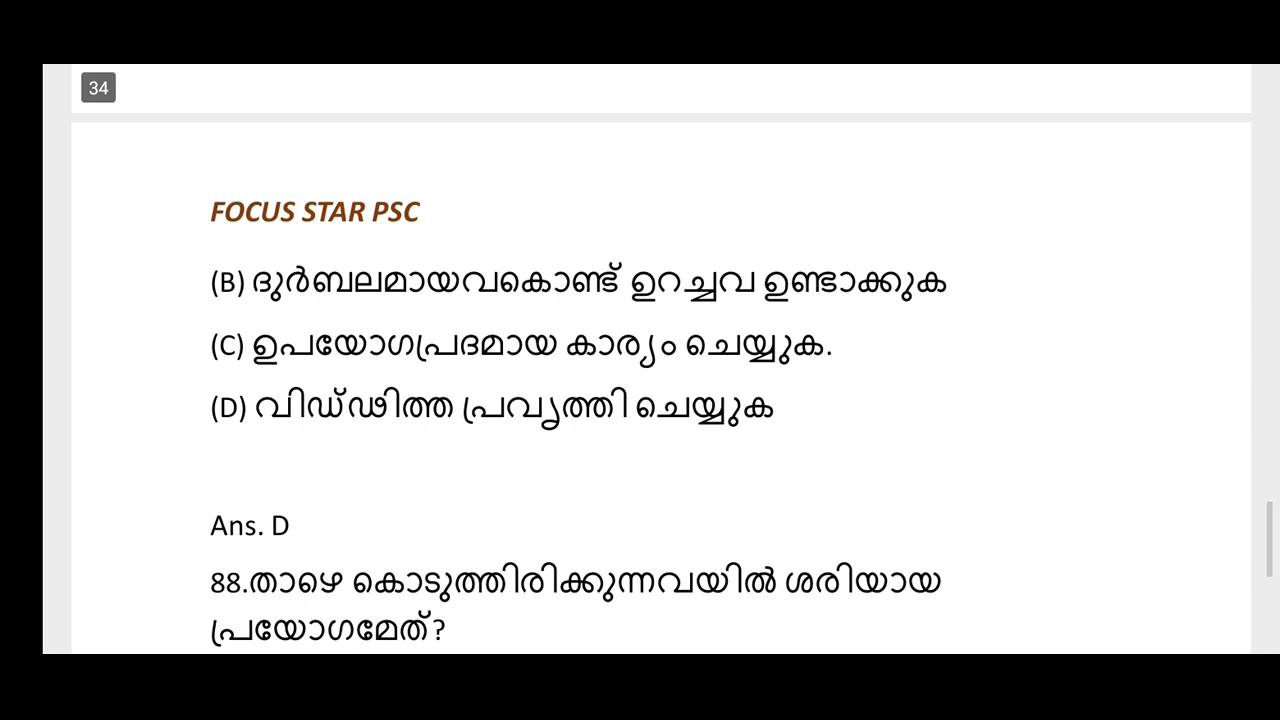 34
FOCUS STAR PSC
(B) ദുർബലമായവകൊണ്ട് ഉറച്ചവ ഉണ്ടാക്കുക
(C) ഉപയോഗപ്രദമായ കാര്യം ചെയ്യുക.
(D) വിഡ്ഢിത്ത പ്രവൃത്തി ചെയ്യുക
Ans. D
88.താഴെ കൊടുത്തിരിക്കുന്നവയിൽ ശരിയായ
പ്രയോഗമേത്?